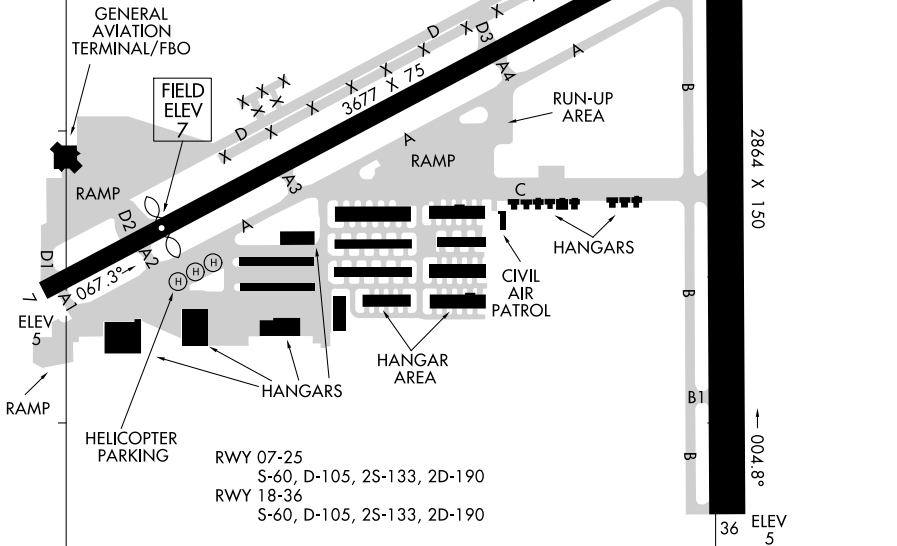 GENERAL
AVIATION
TERMINAL/FBO
FIELD
ELEV
7
X X X
X X
D
X X X X X X X X
D
D3
A4
A
3677 X 75
RUN-UP
AREA
B
2864 X 150
A
RAMP
RAMP
A3
C
HANGARS
D2
A2
A
D1
A1
067.3°
H H H
7
ELEV
5
CIVIL
AIR
PATROL
B
HANGAR
AREA
HANGARS
RAMP
HELICOPTER
PARKING
B1
B
004.8°
RWY 07-25
S-60, D-105, 2S-133, 2D-190
RWY 18-36
S-60, D-105, 2S-133, 2D-190
36
ELEV
5